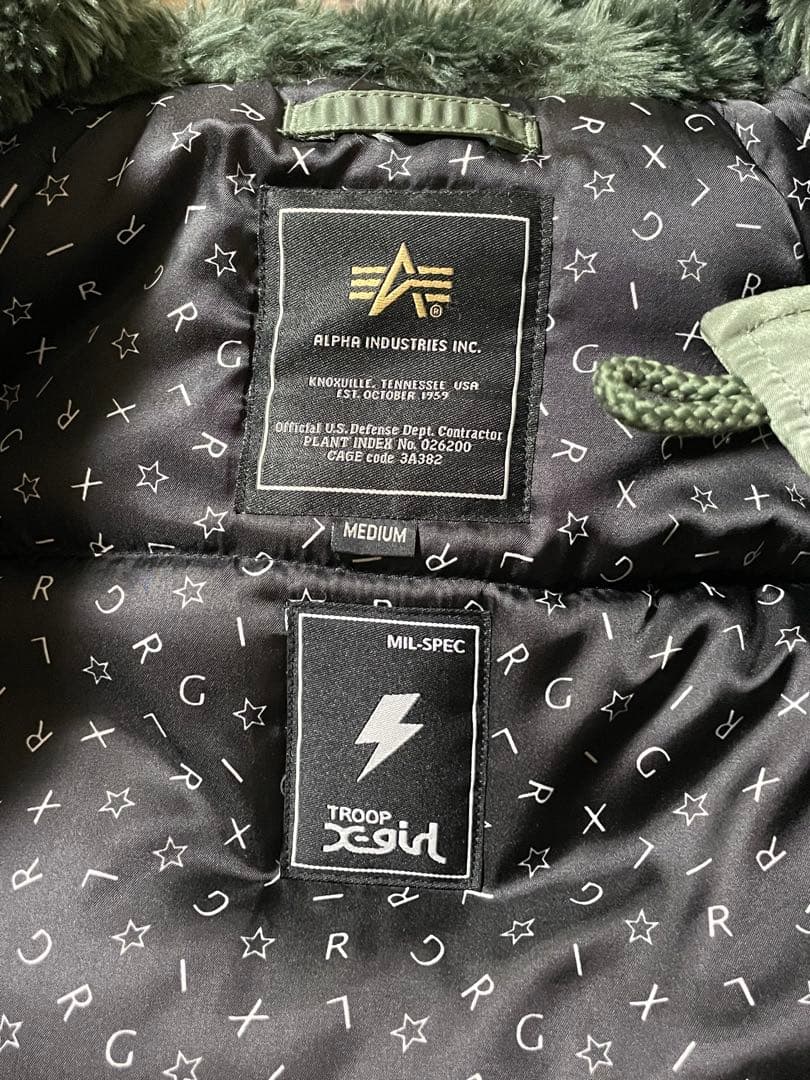 ALPHA INDUSTRIES INC.
KNOXVILLE, TENNESSEE USA
EST. OCTOBER 1959
Official U.S. Defense Dept. Contractor
PLANT INDEX No. 026200
CAGE code 3A382
MEDIUM
MIL-SPEC
TROOP
X-girl